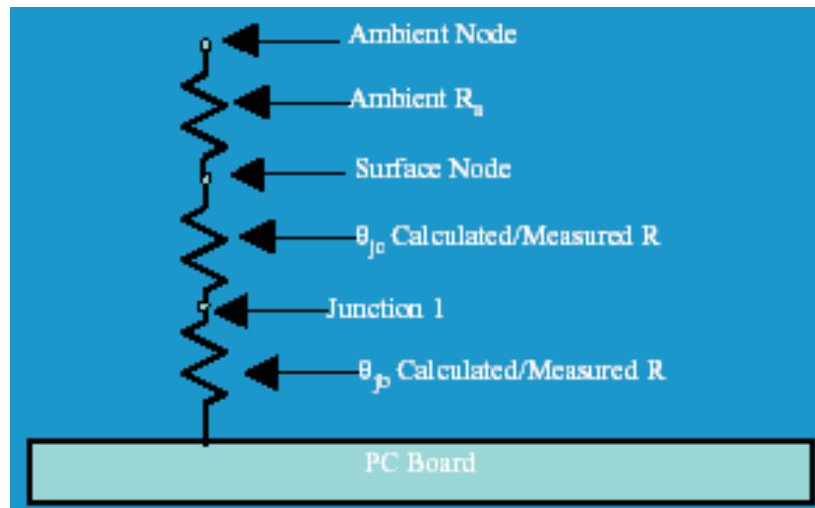 Ambient Node
Ambient Rₐ
Surface Node
θjc Calculated/Measured R
Junction 1
θjb Calculated/Measured R
PC Board